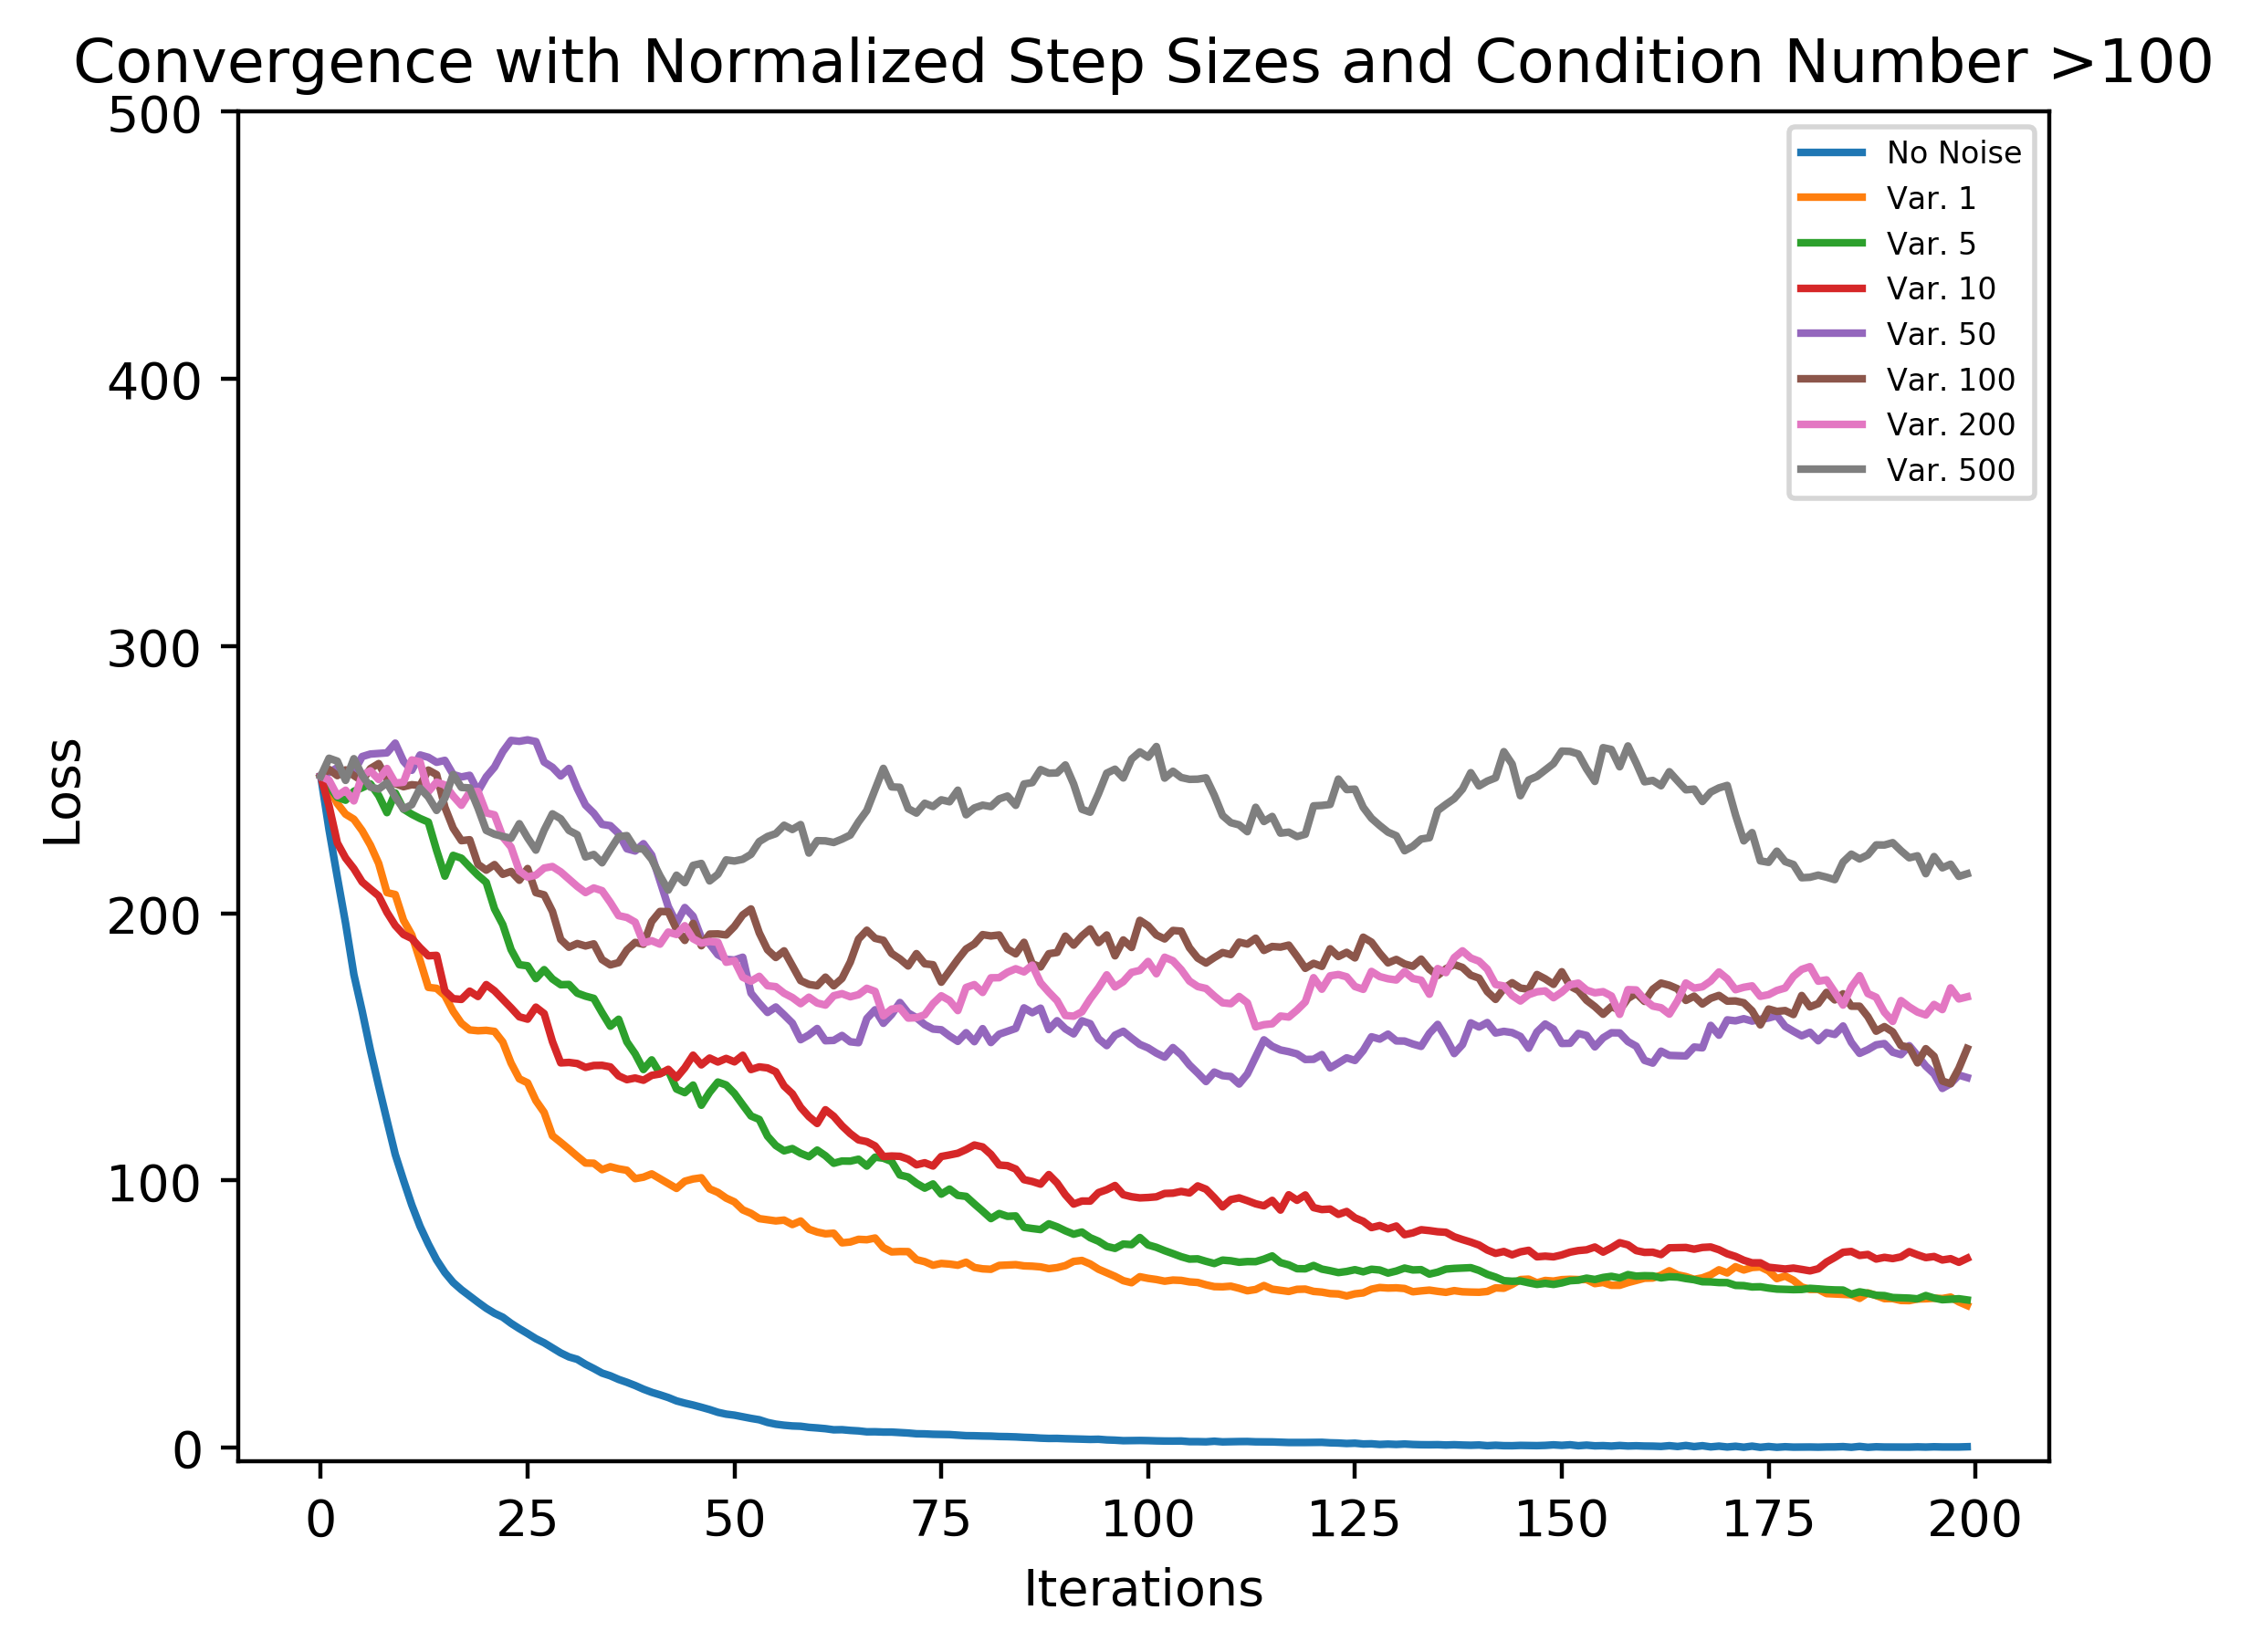 Convergence with Normalized Step Sizes and Condition Number >100
500
400
300
200
100
0
Loss
No Noise
Var. 1
Var. 5
Var. 10
Var. 50
Var. 100
Var. 200
Var. 500
0 25 50 75 100 125 150 175 200
Iterations